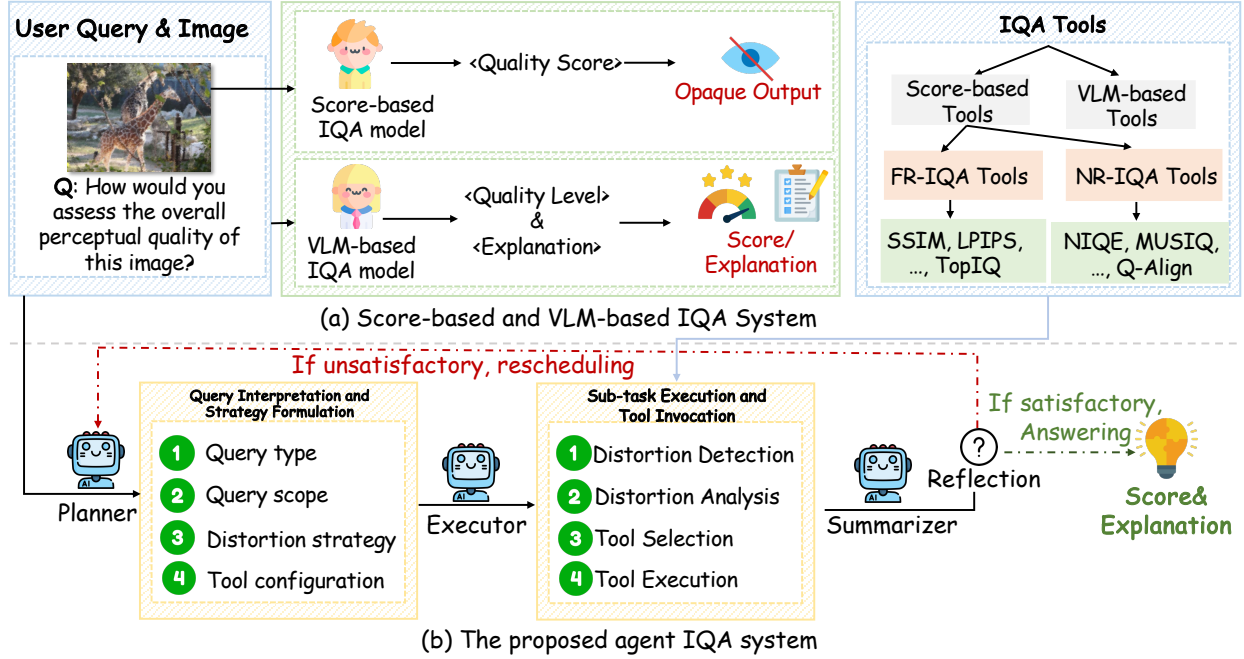 User Query & Image
Q: How would you
assess the overall
perceptual quality of
this image?
Score-based
IQA model
<Quality Score>
Opaque Output
VLM-based
IQA model
<Quality Level>
&
<Explanation>
Score/
Explanation
IQA Tools
Score-based
Tools
VLM-based
Tools
FR-IQA Tools
NR-IQA Tools
SSIM, LPIPS,
..., TopIQ
NIQE, MUSIQ,
..., Q-Align
(a) Score-based and VLM-based IQA System
If unsatisfactory, rescheduling
AI
Planner
Query Interpretation and
Strategy Formulation
1 Query type
2 Query scope
3 Distortion strategy
4 Tool configuration
AI
Executor
Sub-task Execution and
Tool Invocation
1 Distortion Detection
2 Distortion Analysis
3 Tool Selection
4 Tool Execution
AI
Summarizer
?
Reflection
If satisfactory,
Answering
Score&
Explanation
(b) The proposed agent IQA system